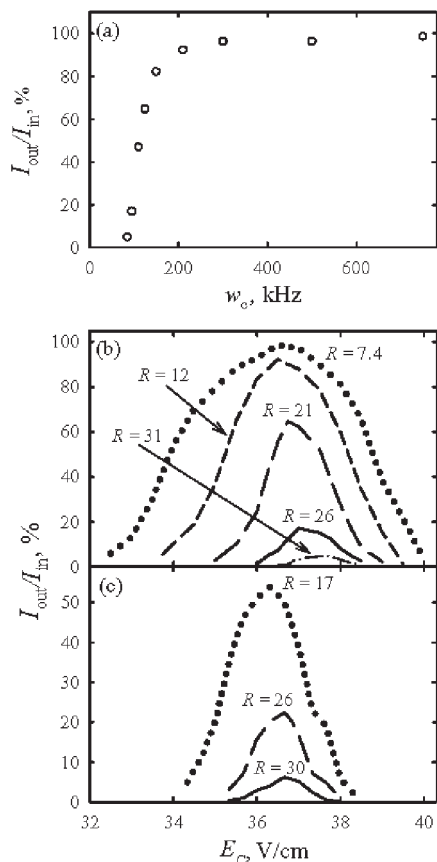 (a)
I_out/I_in, %
100
80
60
40
20
0
0 200 400 600
w_c, kHz
(b)
I_out/I_in, %
100
80
60
40
20
0
R = 7.4
R = 12
R = 21
R = 31
R = 26
(c)
50
40
30
20
10
0
R = 17
R = 26
R = 30
32 34 36 38 40
E_C, V/cm